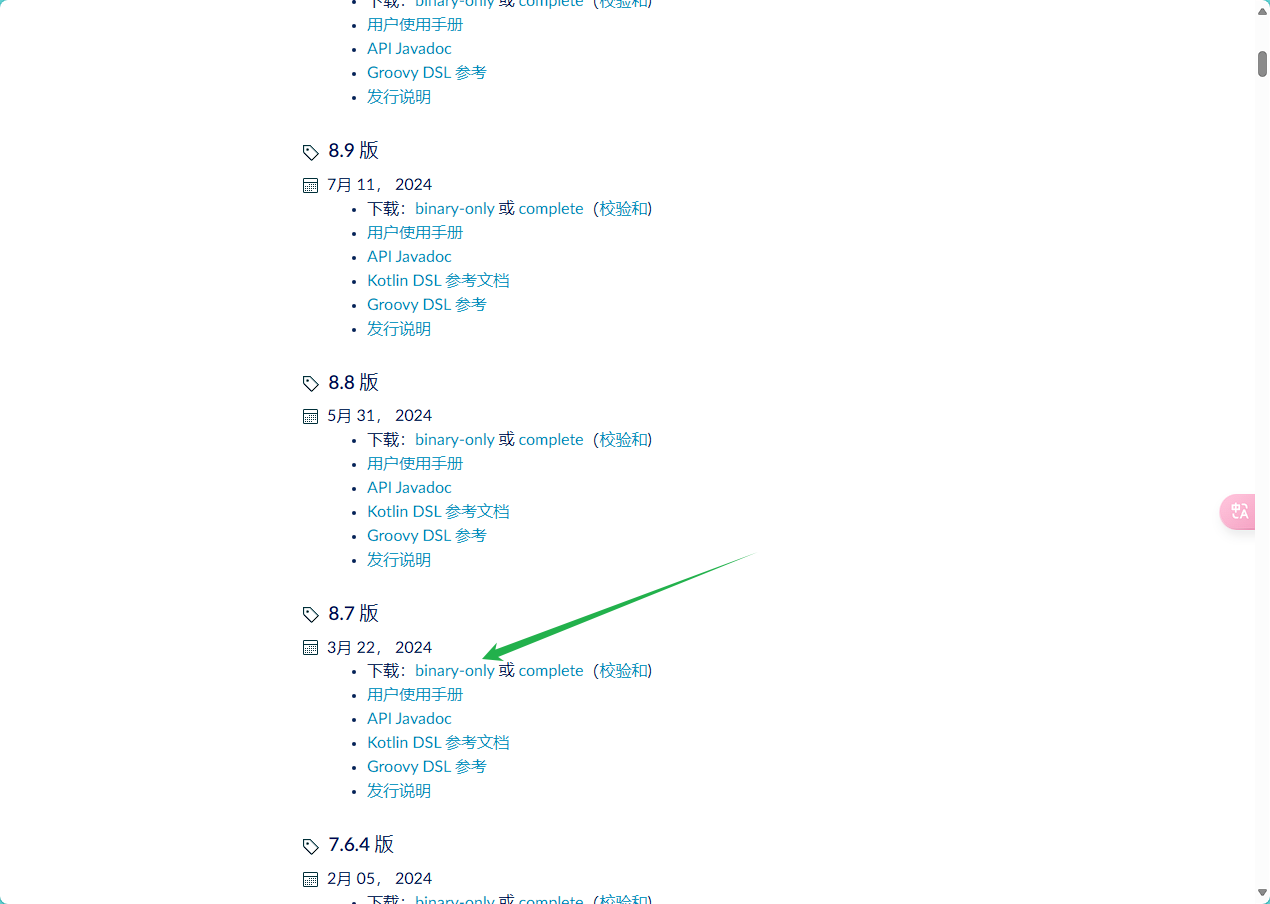 下载：binary-only 或 complete（校验和)
用户使用手册
API Javadoc
Groovy DSL 参考
发行说明
8.9 版
7月 11， 2024
下载：binary-only 或 complete（校验和)
用户使用手册
API Javadoc
Kotlin DSL 参考文档
Groovy DSL 参考
发行说明
8.8 版
5月 31， 2024
下载：binary-only 或 complete（校验和)
用户使用手册
API Javadoc
Kotlin DSL 参考文档
Groovy DSL 参考
发行说明
8.7 版
3月 22， 2024
下载：binary-only 或 complete（校验和)
用户使用手册
API Javadoc
Kotlin DSL 参考文档
Groovy DSL 参考
发行说明
7.6.4 版
2月 05， 2024
下载：binary-only 或 complete（校验和)
中A